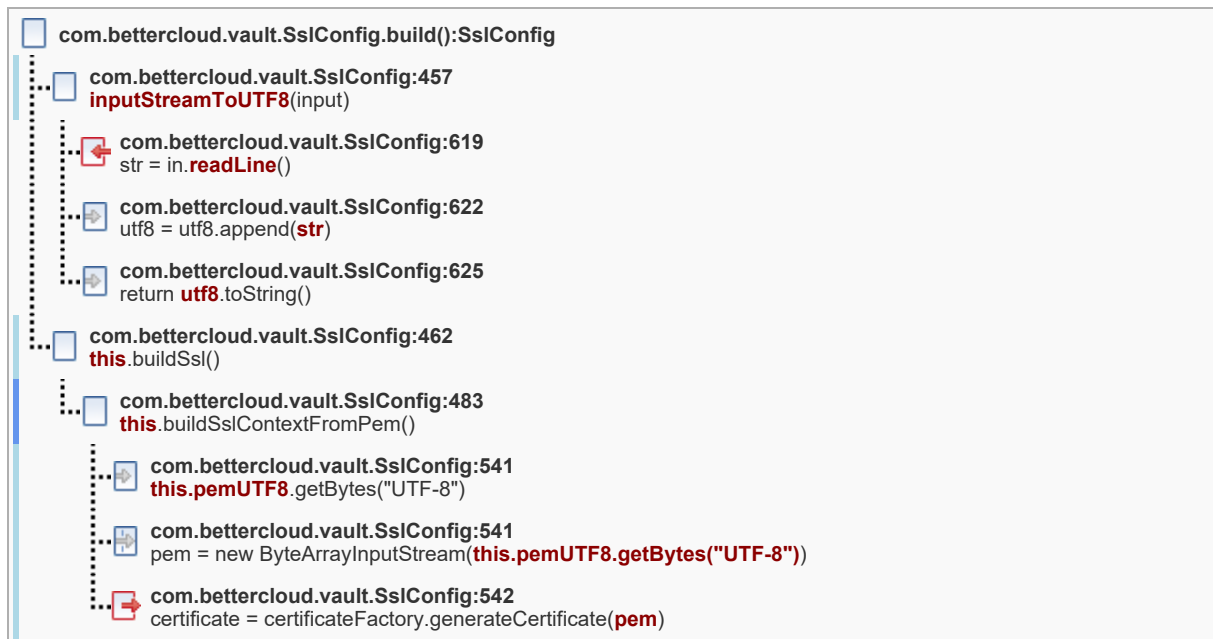 com.bettercloud.vault.SslConfig.build():SslConfig
com.bettercloud.vault.SslConfig:457
inputStreamToUTF8(input)
com.bettercloud.vault.SslConfig:619
str = in.readLine()
com.bettercloud.vault.SslConfig:622
utf8 = utf8.append(str)
com.bettercloud.vault.SslConfig:625
return utf8.toString()
com.bettercloud.vault.SslConfig:462
this.buildSsl()
com.bettercloud.vault.SslConfig:483
this.buildSslContextFromPem()
com.bettercloud.vault.SslConfig:541
this.pemUTF8.getBytes("UTF-8")
com.bettercloud.vault.SslConfig:541
pem = new ByteArrayInputStream(this.pemUTF8.getBytes("UTF-8"))
com.bettercloud.vault.SslConfig:542
certificate = certificateFactory.generateCertificate(pem)